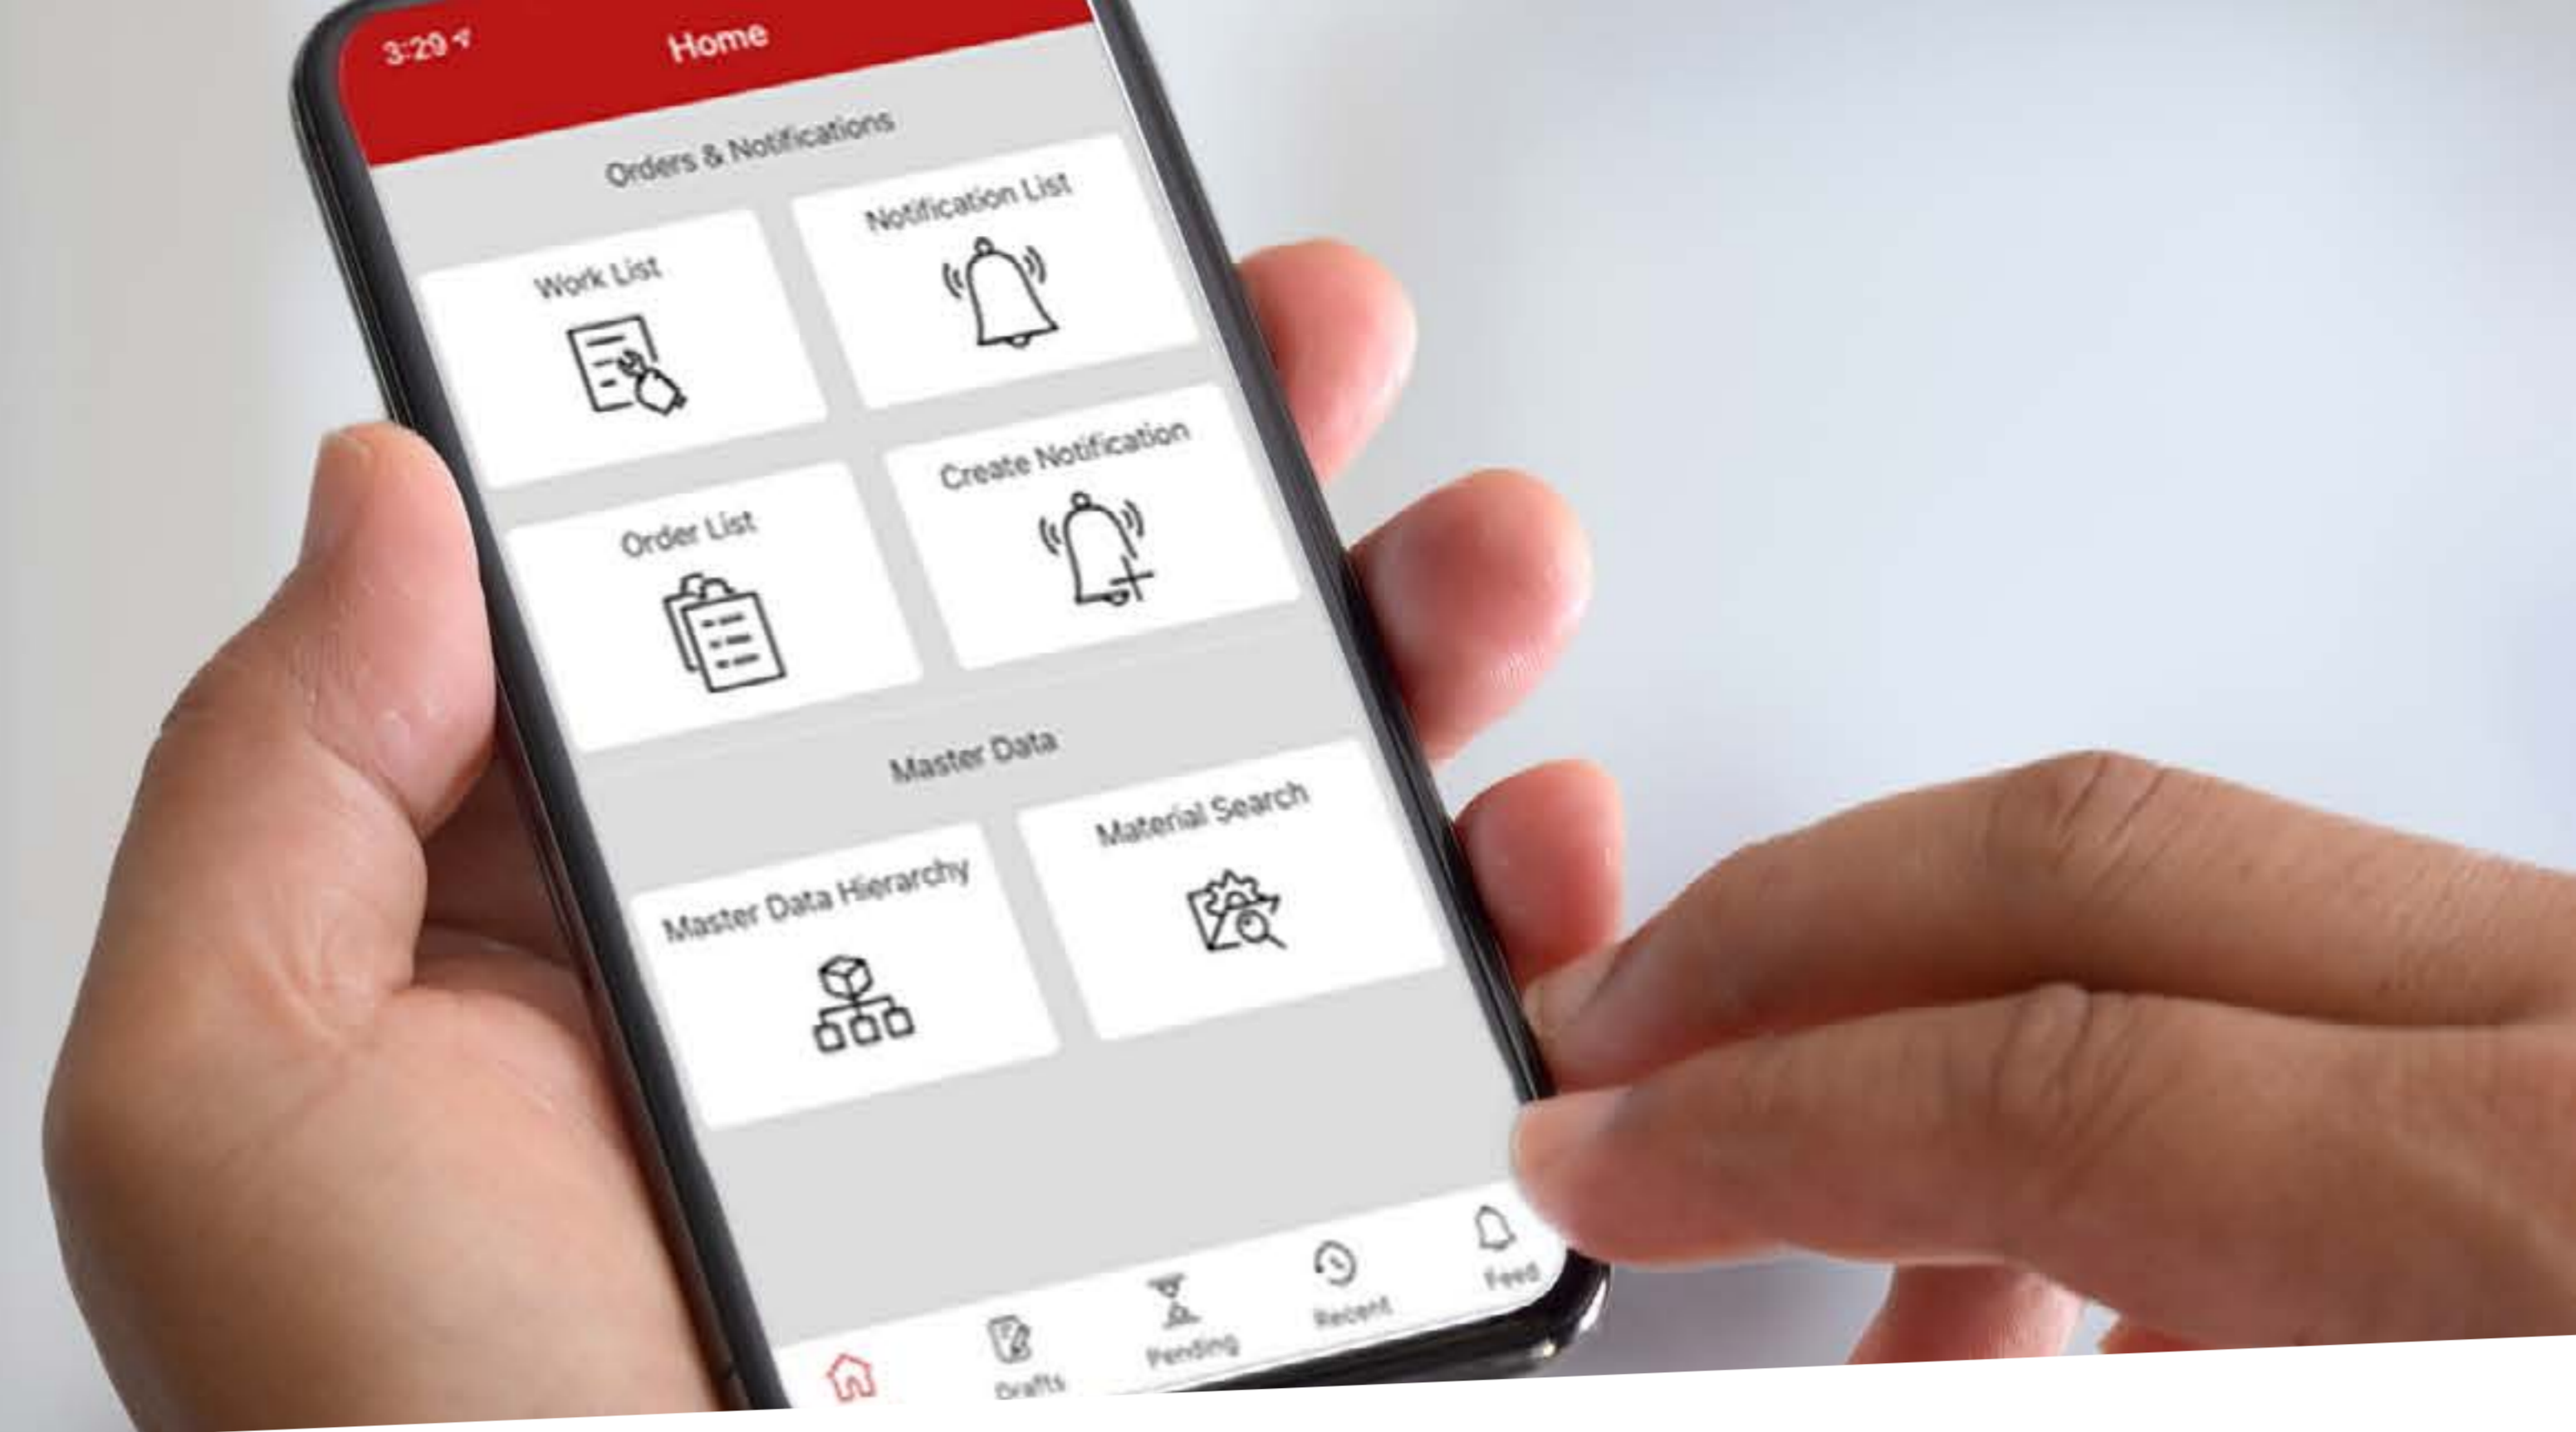 3:29
Home
Orders & Notifications
Work List
Notification List
Order List
Create Notification
Master Data
Master Data Hierarchy
Material Search
Drafts
Pending
Recent
Feed